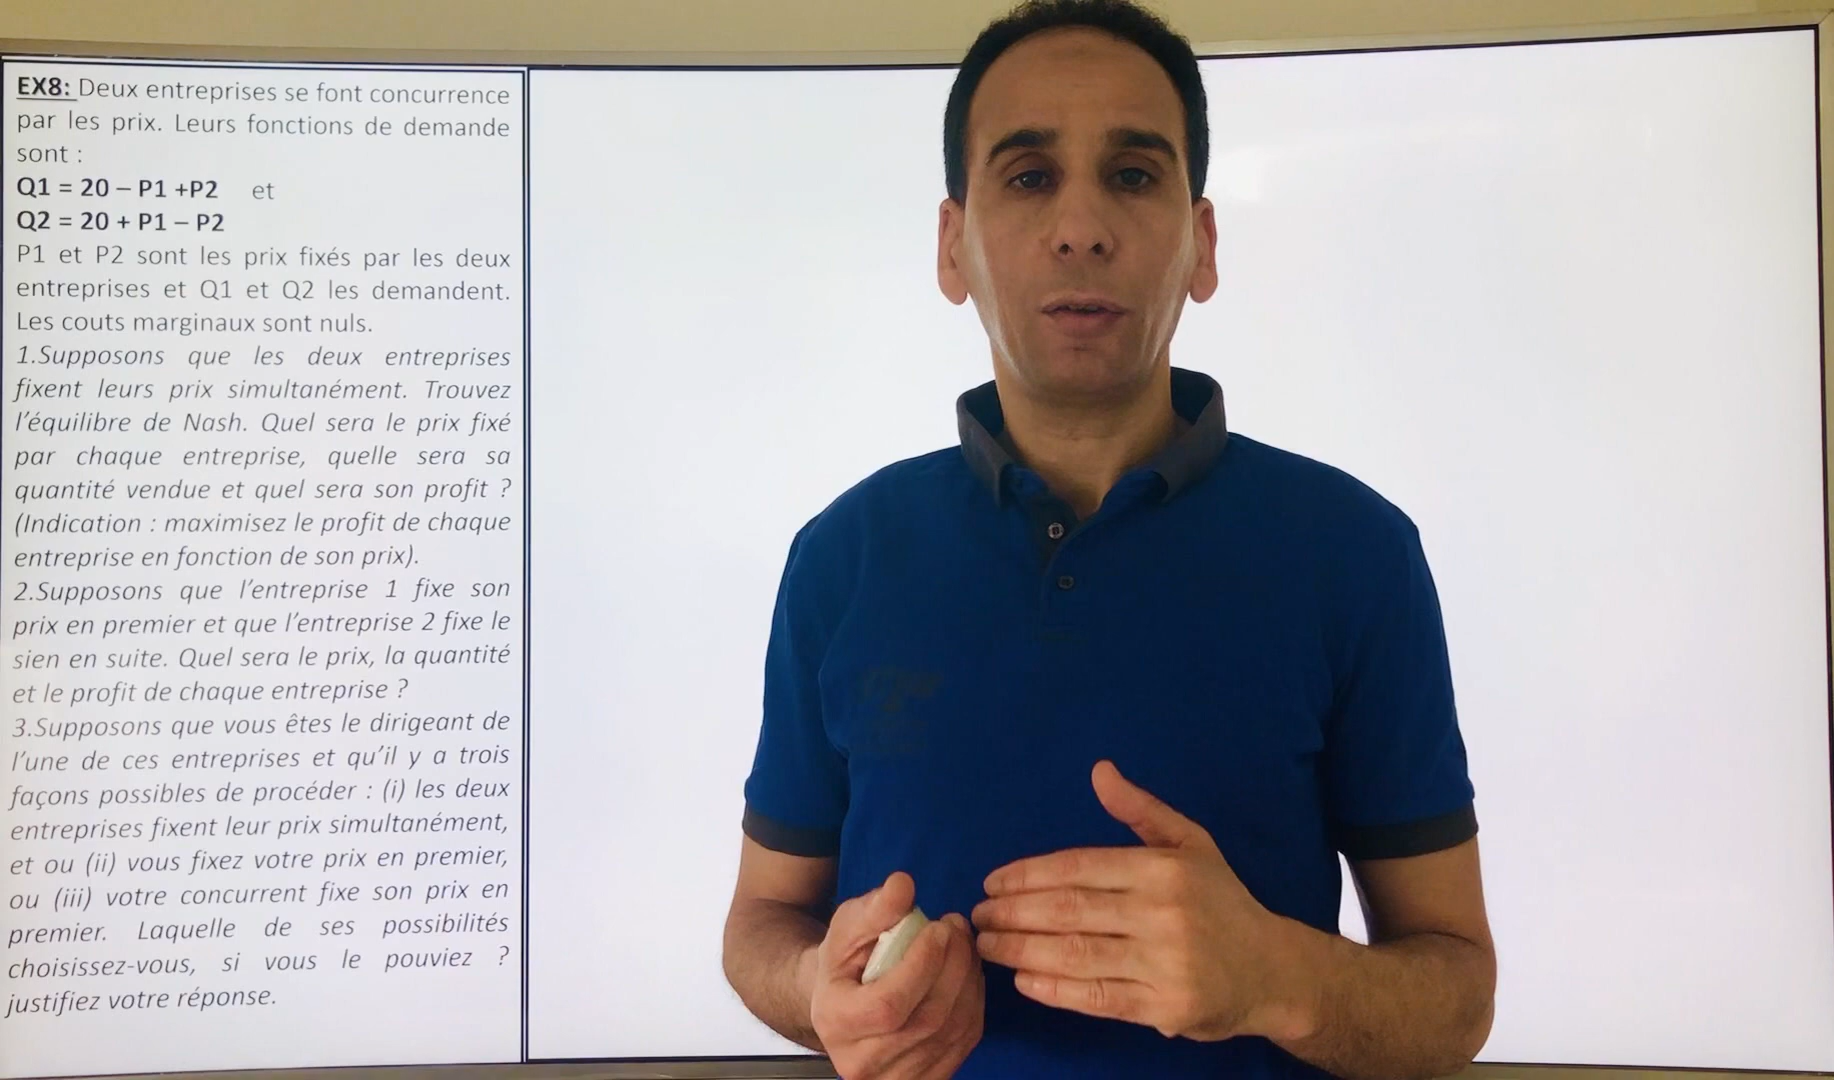 EX8: Deux entreprises se font concurrence
par les prix. Leurs fonctions de demande
sont :
Q1 = 20 – P1 +P2 et
Q2 = 20 + P1 – P2
P1 et P2 sont les prix fixés par les deux
entreprises et Q1 et Q2 les demandent.
Les couts marginaux sont nuls.
1.Supposons que les deux entreprises
fixent leurs prix simultanément. Trouvez
l’équilibre de Nash. Quel sera le prix fixé
par chaque entreprise, quelle sera sa
quantité vendue et quel sera son profit ?
(Indication : maximisez le profit de chaque
entreprise en fonction de son prix).
2.Supposons que l’entreprise 1 fixe son
prix en premier et que l’entreprise 2 fixe le
sien en suite. Quel sera le prix, la quantité
et le profit de chaque entreprise ?
3.Supposons que vous êtes le dirigeant de
l’une de ces entreprises et qu’il y a trois
façons possibles de procéder : (i) les deux
entreprises fixent leur prix simultanément,
et ou (ii) vous fixez votre prix en premier,
ou (iii) votre concurrent fixe son prix en
premier. Laquelle de ses possibilités
choisissez-vous, si vous le pouviez ?
justifiez votre réponse.